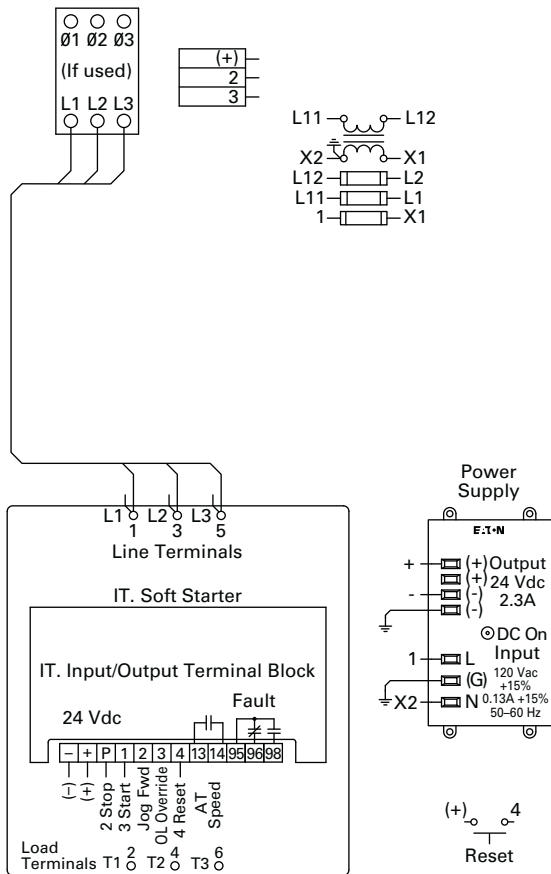 Ø1 Ø2 Ø3
(If used)
L1 L2 L3
(+)
2
3
L11 L12
X2 X1
L12 L2
L11 L1
1 X1
L1 L2 L3
1 3 5
Line Terminals
IT. Soft Starter
IT. Input/Output Terminal Block
24 Vdc
Fault
- + P 1 2 3 4 13 14 95 96 98
(-)
(+)
2 Stop
3 Start
Jog Fwd
OL Override
4 Reset
AT
Speed
Load
Terminals T1 2 T2 4 T3 6
Power
Supply
E.T.N
+ (+) Output
(+) 24 Vdc
- (-) 2.3A
(-)
DC On
Input
1 L 120 Vac
(G) +15%
X2 N 0.13A +15%
50–60 Hz
(+) 4
Reset